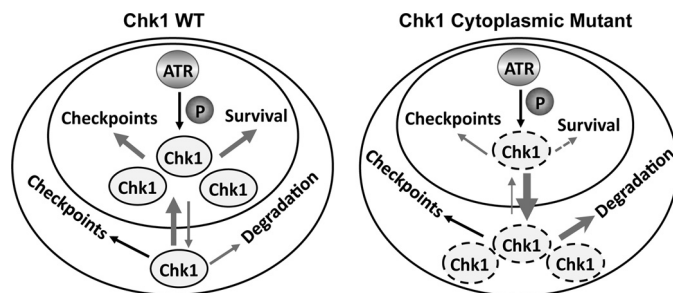 Chk1 WT
ATR
P
Checkpoints
Survival
Chk1
Chk1
Chk1
Checkpoints
Degradation
Chk1
Chk1 Cytoplasmic Mutant
ATR
P
Checkpoints
Survival
Chk1
Checkpoints
Degradation
Chk1
Chk1
Chk1